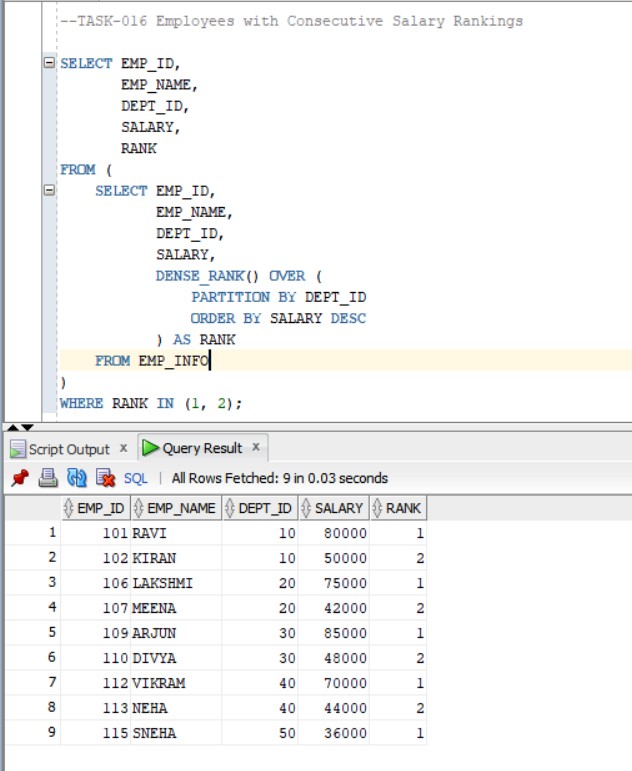 --TASK-016 Employees with Consecutive Salary Rankings
SELECT EMP_ID,
EMP_NAME,
DEPT_ID,
SALARY,
RANK
FROM (
SELECT EMP_ID,
EMP_NAME,
DEPT_ID,
SALARY,
DENSE_RANK() OVER (
PARTITION BY DEPT_ID
ORDER BY SALARY DESC
) AS RANK
FROM EMP_INFO
)
WHERE RANK IN (1, 2);
Script Output x Query Result x
SQL | All Rows Fetched: 9 in 0.03 seconds
EMP_ID EMP_NAME DEPT_ID SALARY RANK
1 101 RAVI 10 80000 1
2 102 KIRAN 10 50000 2
3 106 LAKSHMI 20 75000 1
4 107 MEENA 20 42000 2
5 109 ARJUN 30 85000 1
6 110 DIVYA 30 48000 2
7 112 VIKRAM 40 70000 1
8 113 NEHA 40 44000 2
9 115 SNEHA 50 36000 1